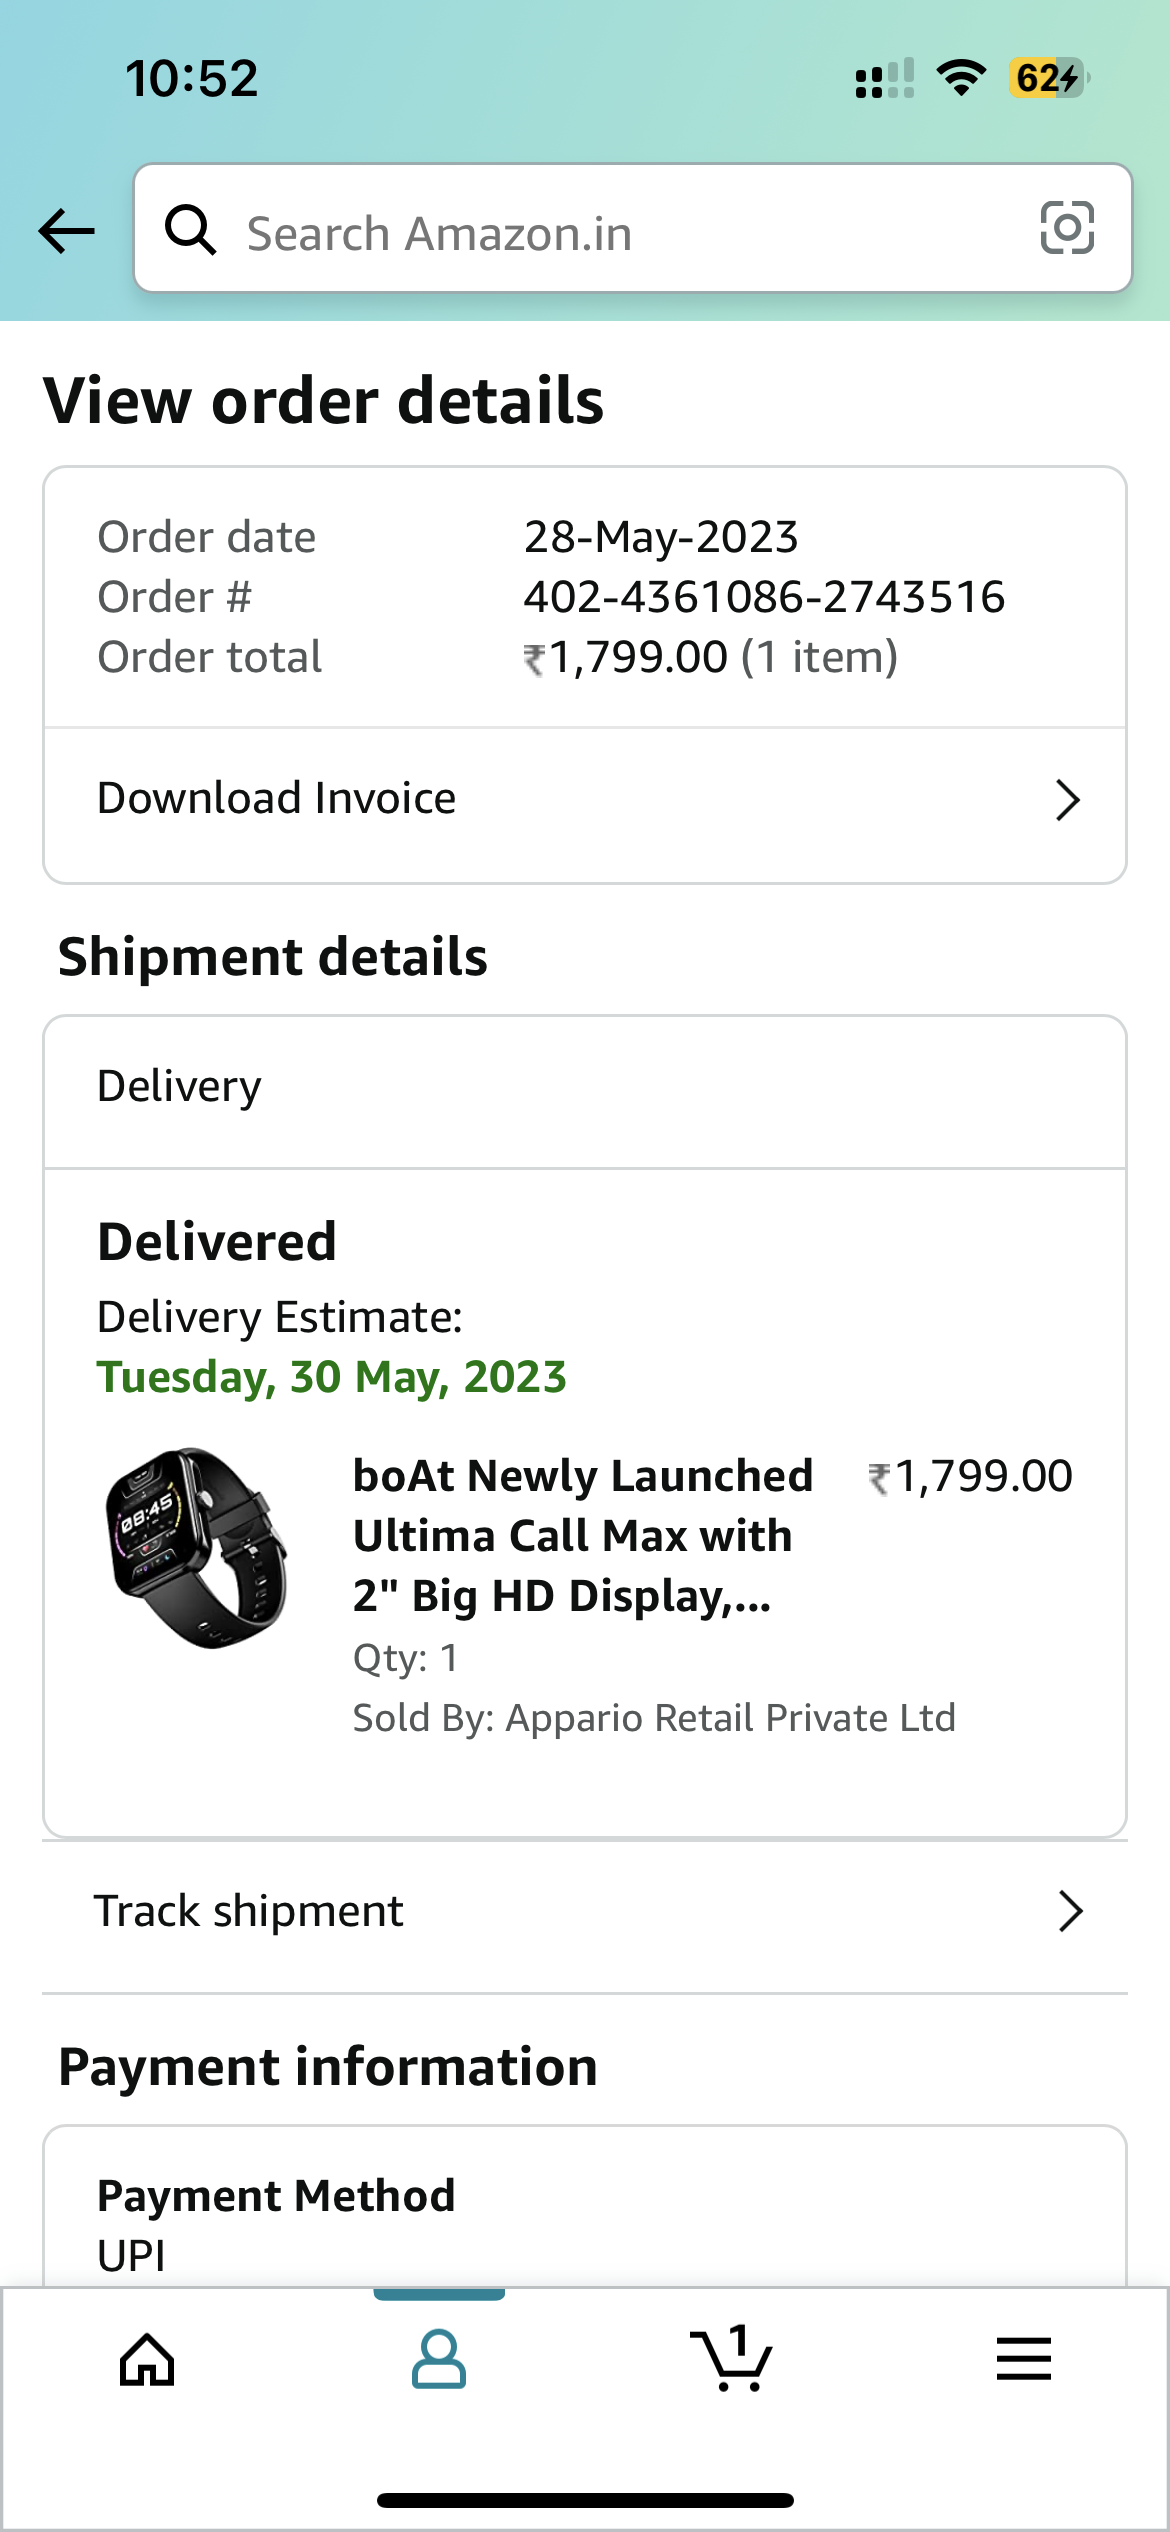 10:52
62
Search Amazon.in
View order details
Order date 28-May-2023
Order # 402-4361086-2743516
Order total ₹1,799.00 (1 item)
Download Invoice
Shipment details
Delivery
Delivered
Delivery Estimate:
Tuesday, 30 May, 2023
08:45
boAt Newly Launched ₹1,799.00
Ultima Call Max with
2" Big HD Display,...
Qty: 1
Sold By: Appario Retail Private Ltd
Track shipment
Payment information
Payment Method
UPI
1